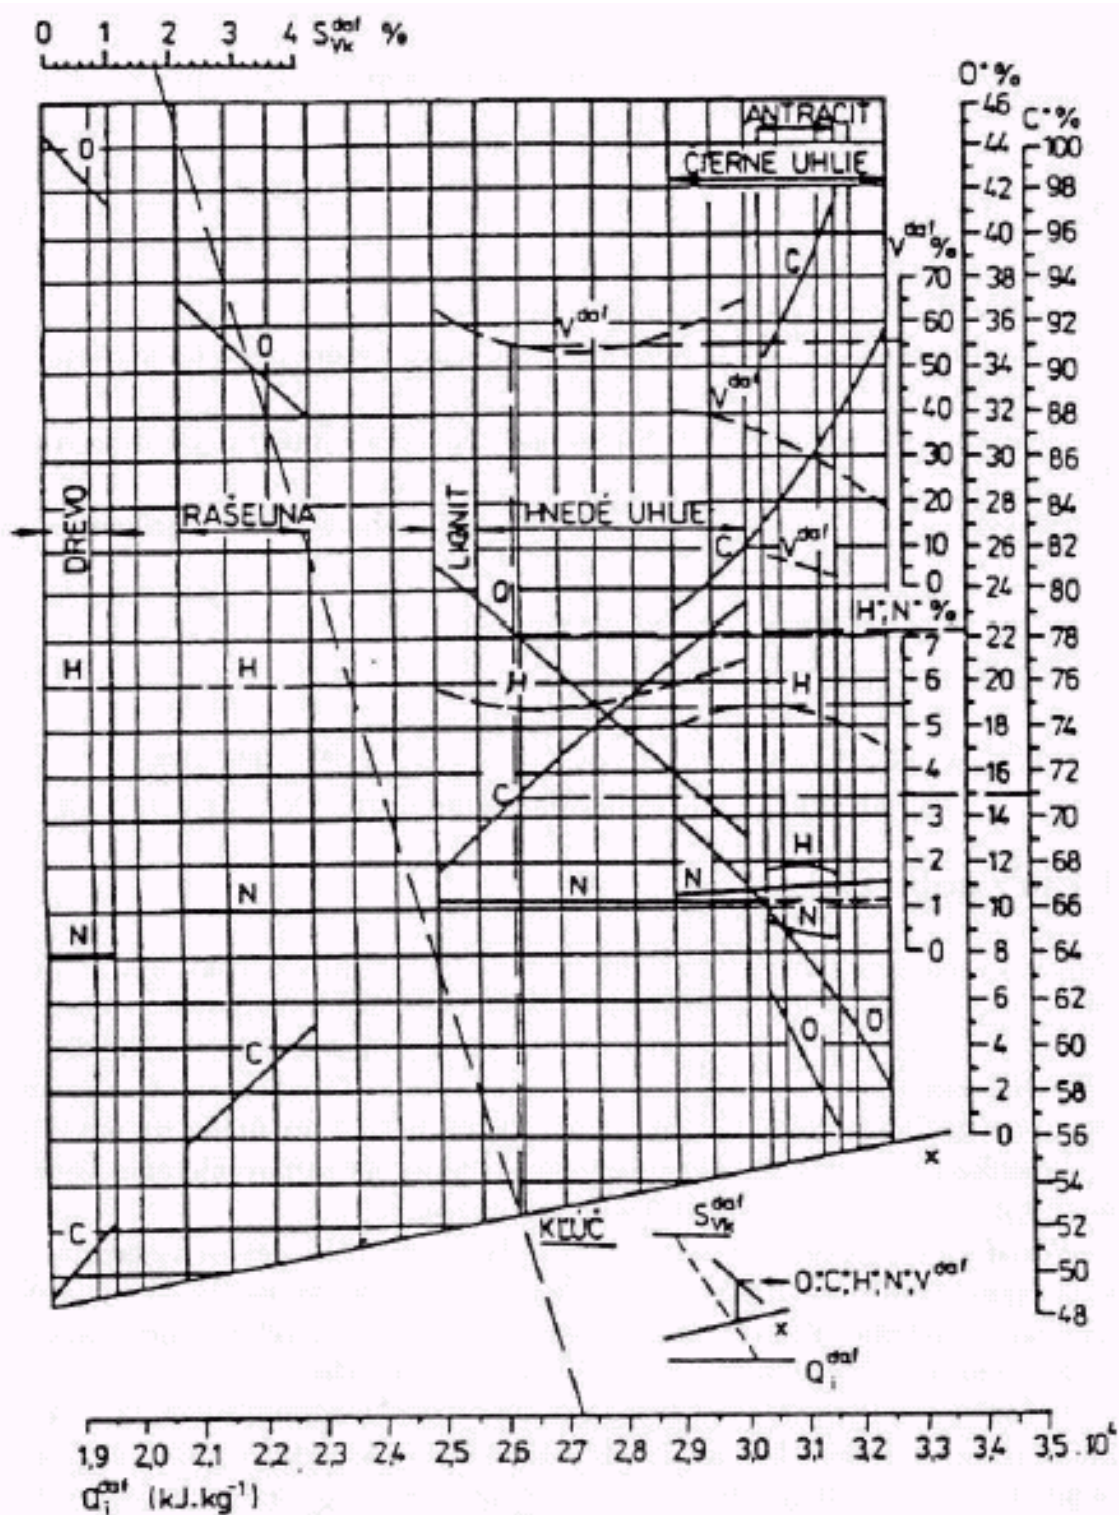 0 1 2 3 4 S_Vk^daf %
O* %
C* %
46
44
42
40
38
36
34
32
30
28
26
24
22
20
18
16
14
12
10
8
6
4
2
0
100
98
96
94
92
90
88
86
84
82
80
78
76
74
72
70
68
66
64
62
60
58
56
54
52
50
48
V^daf %
70
60
50
40
30
20
10
0
H*, N* %
7
6
5
4
3
2
1
0
ANTRACIT
ČIERNE UHLIE
O
C
V^daf
O
V^daf
DREVO
RAŠELINA
LIGNIT
HNEDÉ UHLIE
C
V^daf
O
H
H
H
H
C
H
N
N
N
N
N
O
O
C
C
x
KĽÚČ
S_Vk^daf
O*, C*, H*, N*, V^daf
x
Q_i^daf
1,9 2,0 2,1 2,2 2,3 2,4 2,5 2,6 2,7 2,8 2,9 3,0 3,1 3,2 3,3 3,4 3,5 .10⁴
Q_i^daf (kJ.kg⁻¹)